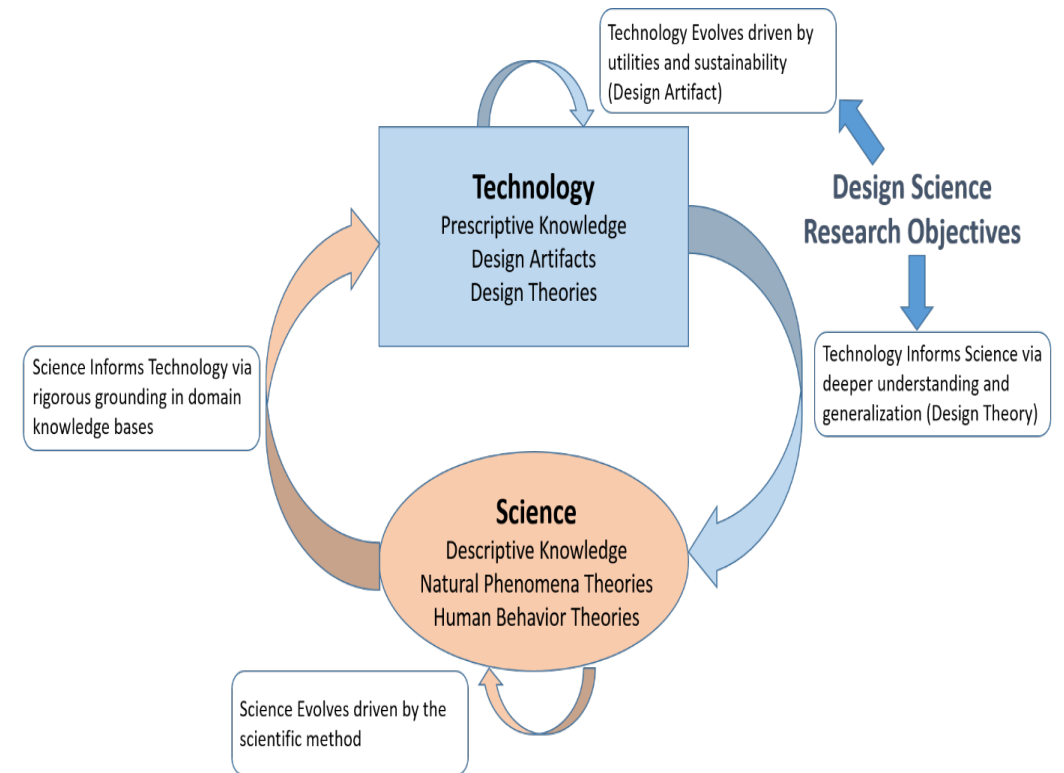 Technology Evolves driven by
utilities and sustainability
(Design Artifact)
Technology
Prescriptive Knowledge
Design Artifacts
Design Theories
Design Science
Research Objectives
Science Informs Technology via
rigorous grounding in domain
knowledge bases
Technology Informs Science via
deeper understanding and
generalization (Design Theory)
Science
Descriptive Knowledge
Natural Phenomena Theories
Human Behavior Theories
Science Evolves driven by the
scientific method